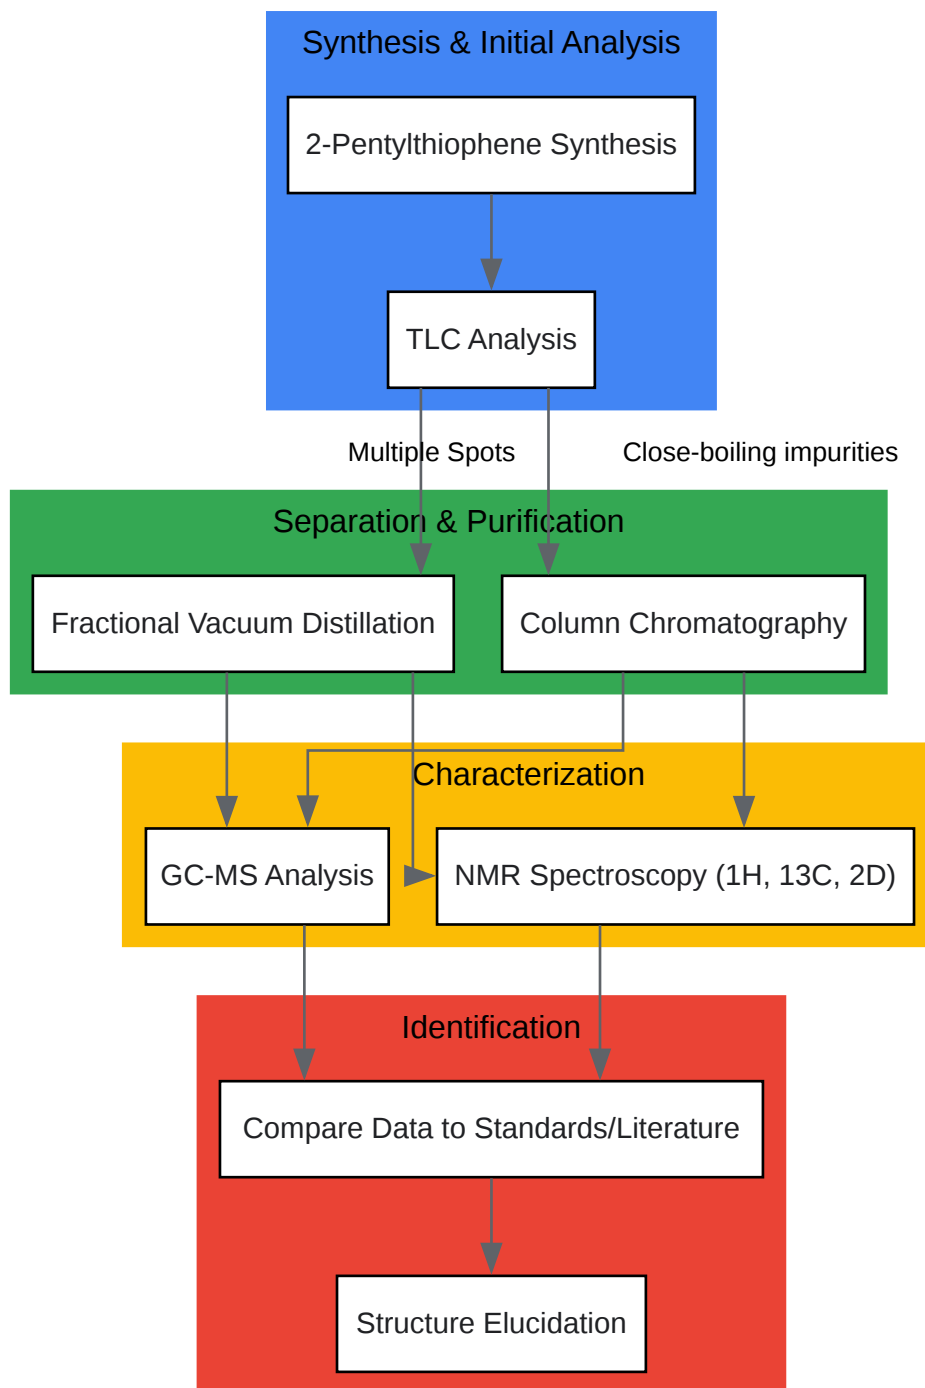 Synthesis & Initial Analysis
2-Pentylthiophene Synthesis
TLC Analysis
Multiple Spots
Close-boiling impurities
Separation & Purification
Fractional Vacuum Distillation
Column Chromatography
Characterization
GC-MS Analysis
NMR Spectroscopy (1H, 13C, 2D)
Identification
Compare Data to Standards/Literature
Structure Elucidation